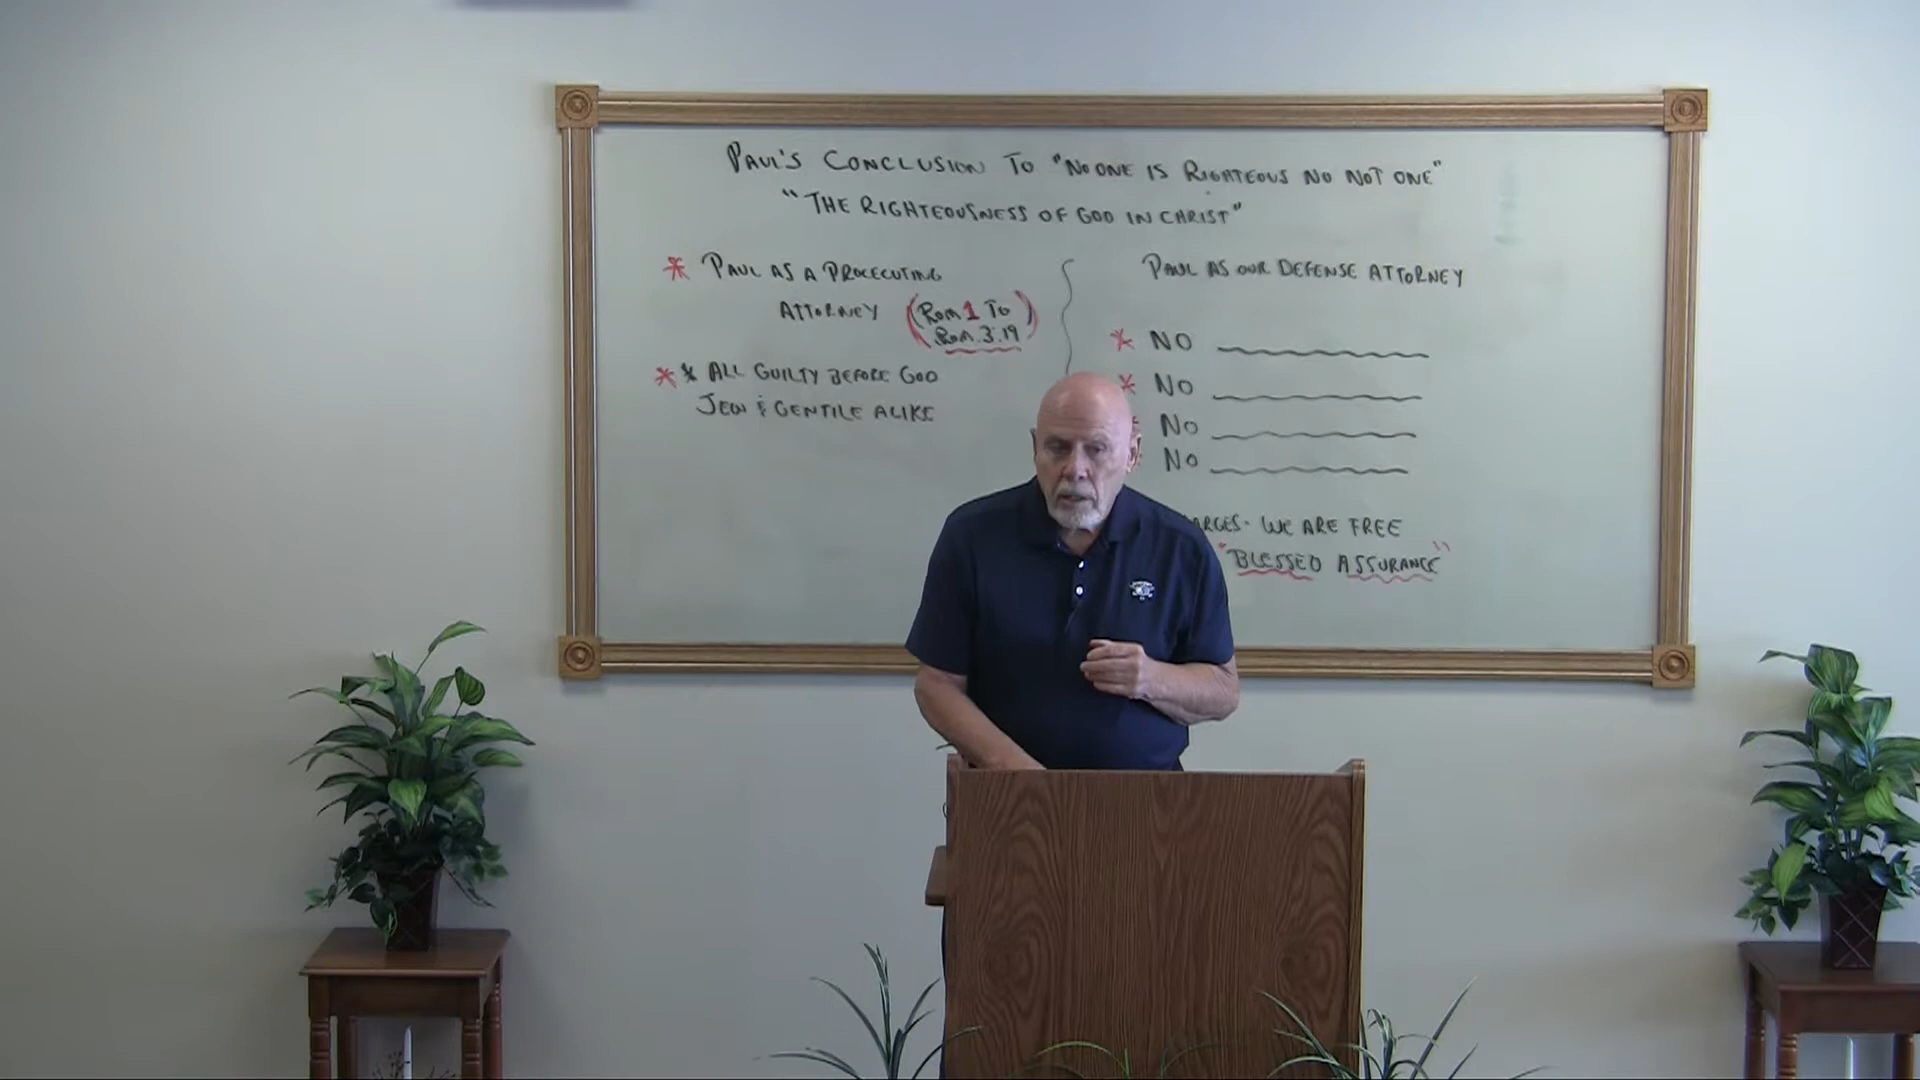 PAUL'S CONCLUSION TO "NO ONE IS RIGHTEOUS NO NOT ONE"
"THE RIGHTEOUSNESS OF GOD IN CHRIST"
* PAUL AS A PROCECUTING
ATTORNEY (Rom 1 To
Rom. 3:19)
* * ALL GUILTY BEFORE GOD
JEW & GENTILE ALIKE
PAUL AS OUR DEFENSE ATTORNEY
* NO
* NO
NO
NO
ARGES. WE ARE FREE
"BLESSED ASSURANCE"